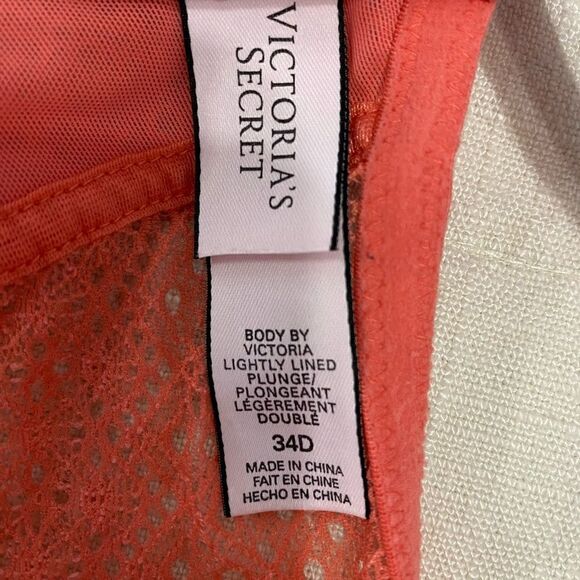 VICTORIA'S
SECRET
BODY BY
VICTORIA
LIGHTLY LINED
PLUNGE/
PLONGEANT
LÉGÈREMENT
DOUBLÉ
34D
MADE IN CHINA
FAIT EN CHINE
HECHO EN CHINA